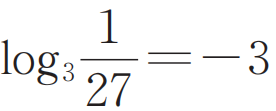 log₃ 1/27 = −3